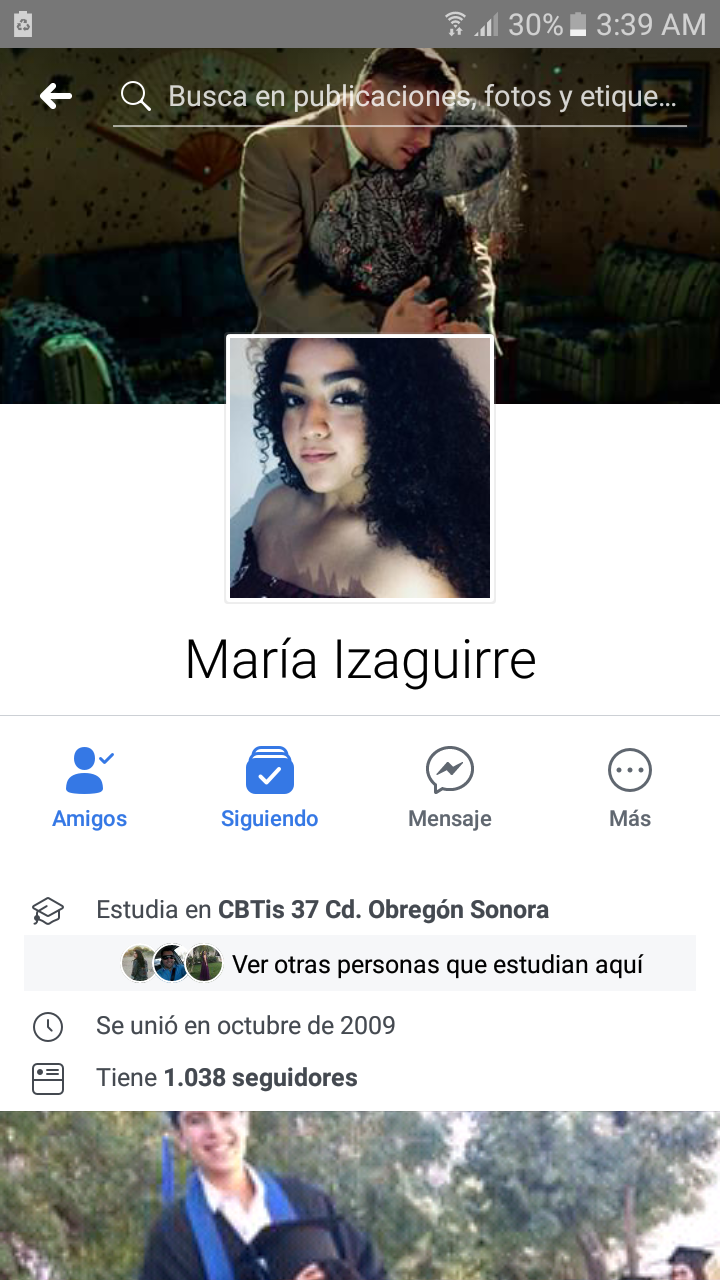 30% 3:39 AM
Busca en publicaciones, fotos y etique...
María Izaguirre
Amigos Siguiendo Mensaje Más
Estudia en CBTis 37 Cd. Obregón Sonora
Ver otras personas que estudian aquí
Se unió en octubre de 2009
Tiene 1.038 seguidores